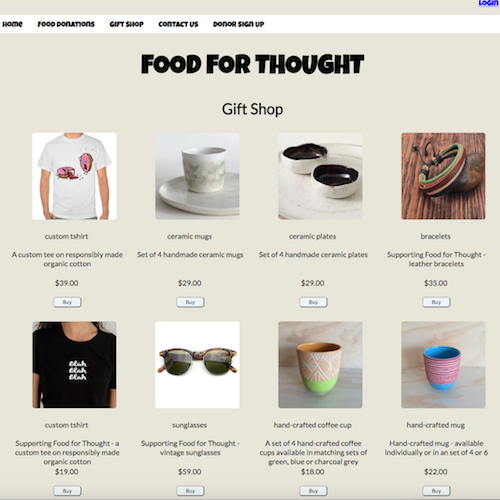 Login
Home Food Donations Gift Shop Contact Us Donor Sign Up
Food For Thought
Gift Shop
custom tshirt ceramic mugs ceramic plates bracelets
A custom tee on responsibly made
organic cotton
Set of 4 handmade ceramic mugs
Set of 4 handmade ceramic plates
Supporting Food for Thought -
leather bracelets
$39.00 $29.00 $29.00 $35.00
Buy Buy Buy Buy
Blah
Blah
Blah
custom tshirt sunglasses hand-crafted coffee cup hand-crafted mug
Supporting Food for Thought - a
custom tee on responsibly made
organic cotton
$19.00
Supporting Food for Thought -
vintage sunglasses
$59.00
A set of 4 hand-crafted coffee
cups available in matching sets of
green, blue or charcoal grey
$18.00
Hand-crafted mug - available
individually or in an set of 4 or 6
$22.00
Buy Buy Buy Buy